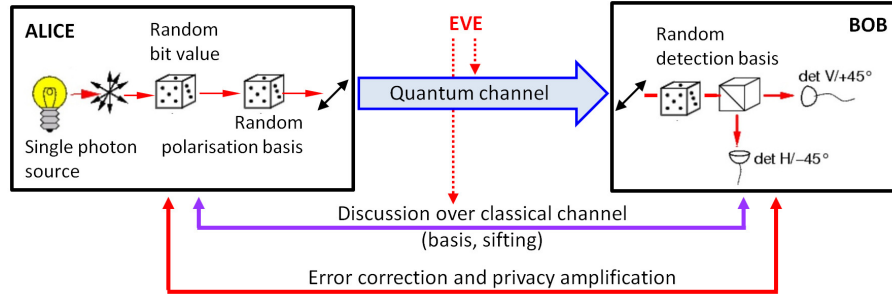 ALICE
Random
bit value
Single photon
source
Random
polarisation basis
EVE
Quantum channel
BOB
Random
detection basis
det V/+45°
det H/−45°
Discussion over classical channel
(basis, sifting)
Error correction and privacy amplification